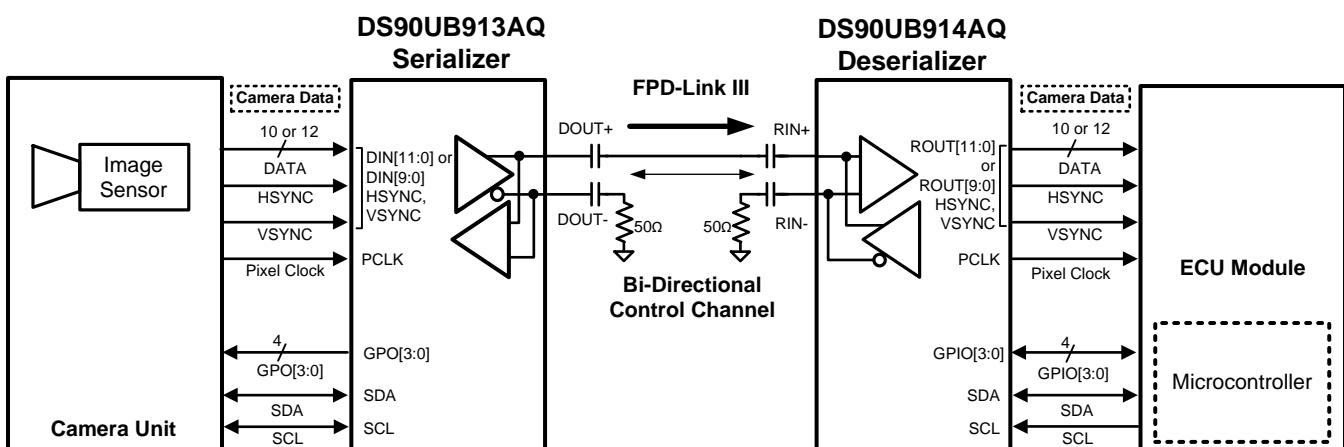 DS90UB913AQ
Serializer
DS90UB914AQ
Deserializer
FPD-Link III
Camera Data
10 or 12
DATA
HSYNC
VSYNC
Pixel Clock
4
GPO[3:0]
SDA
SCL
Image
Sensor
Camera Unit
DIN[11:0] or
DIN[9:0]
HSYNC,
VSYNC
PCLK
GPO[3:0]
SDA
SCL
DOUT+
DOUT-
50Ω
50Ω
RIN+
RIN-
Bi-Directional
Control Channel
ROUT[11:0]
or
ROUT[9:0]
HSYNC,
VSYNC
PCLK
GPIO[3:0]
SDA
SCL
Camera Data
10 or 12
DATA
HSYNC
VSYNC
Pixel Clock
4
GPIO[3:0]
SDA
SCL
ECU Module
Microcontroller